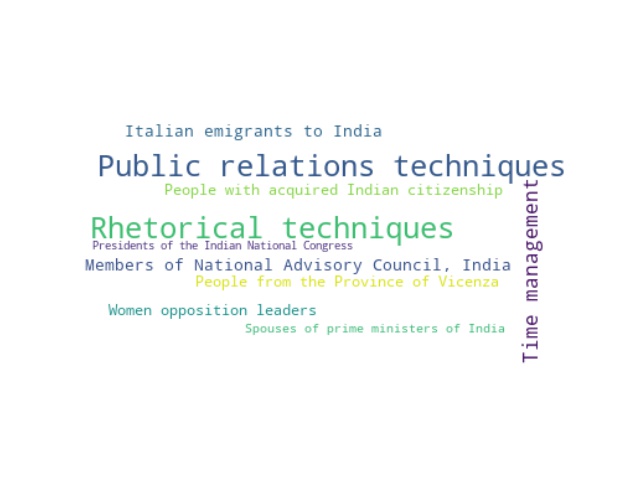 Italian emigrants to India
Public relations techniques
People with acquired Indian citizenship
Rhetorical techniques
Presidents of the Indian National Congress
Members of National Advisory Council, India
People from the Province of Vicenza
Women opposition leaders
Spouses of prime ministers of India
Time management